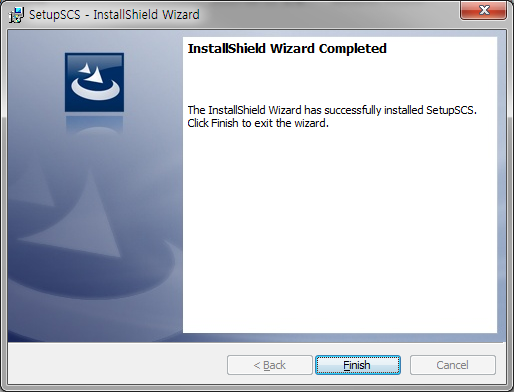 SetupSCS - InstallShield Wizard
InstallShield Wizard Completed
The InstallShield Wizard has successfully installed SetupSCS.
Click Finish to exit the wizard.
< Back
Finish
Cancel